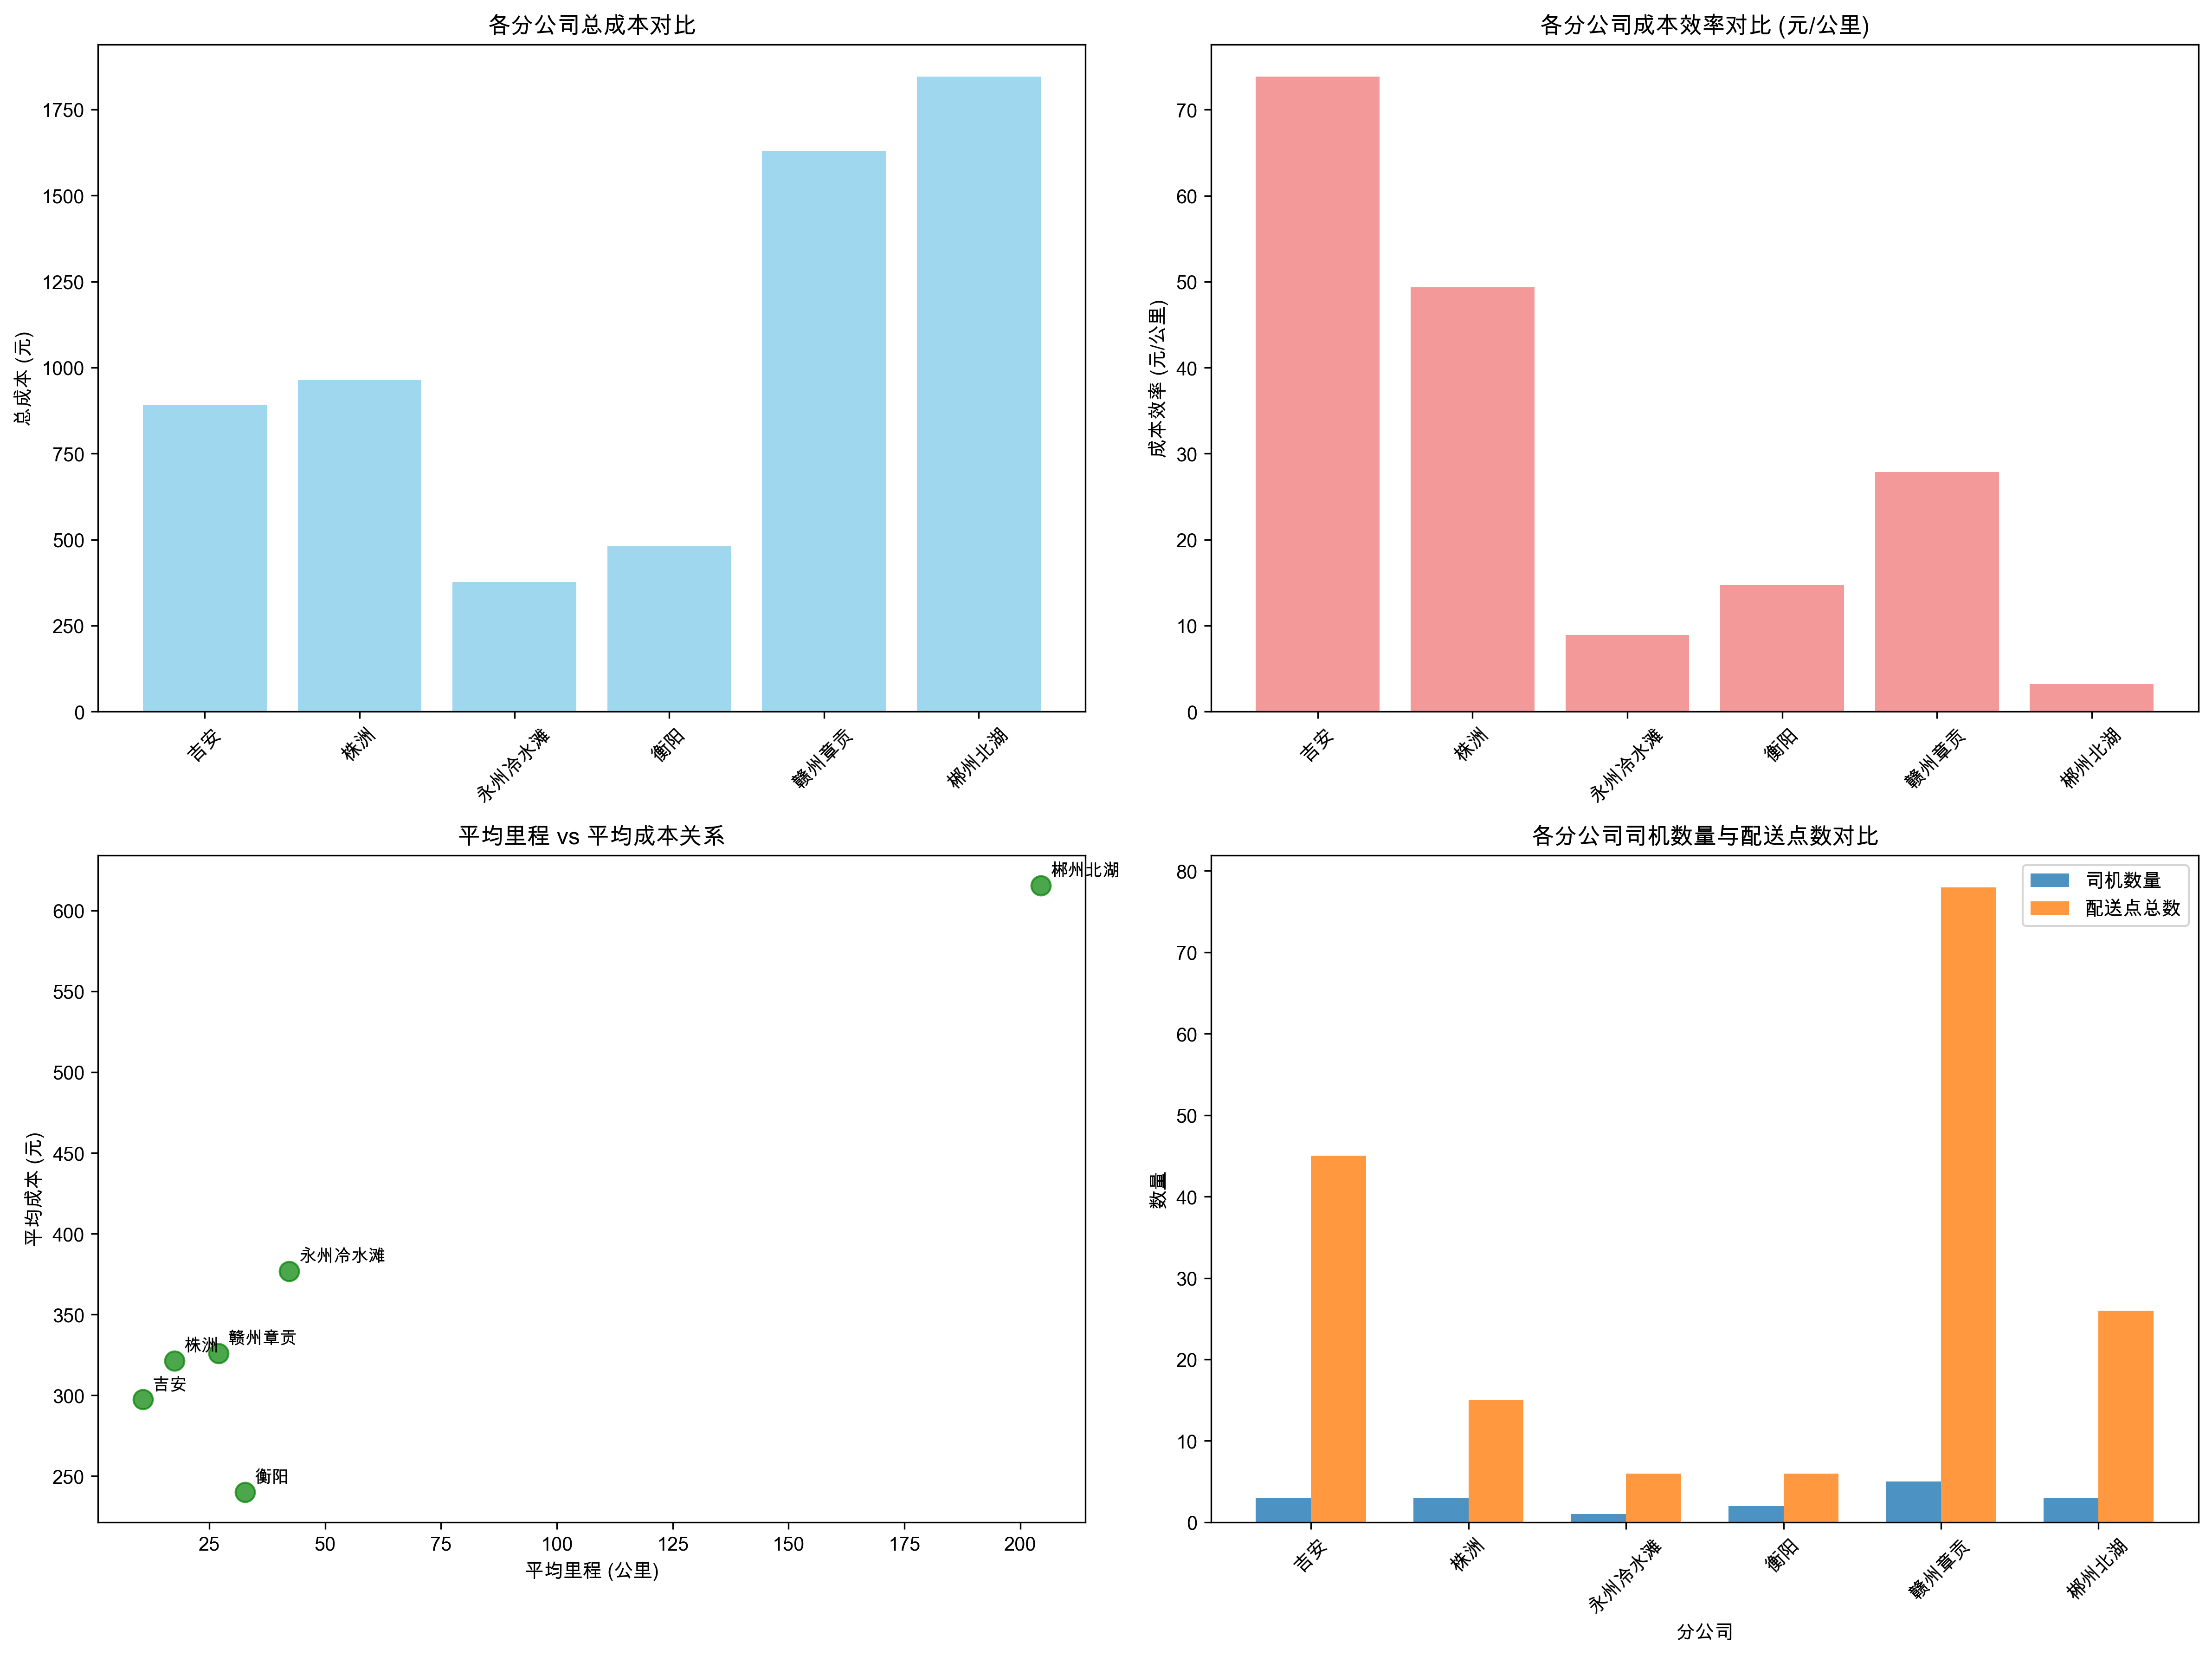 各分公司总成本对比
总成本 (元)
1750
1500
1250
1000
750
500
250
0
吉安
株洲
永州冷水滩
衡阳
赣州章贡
郴州北湖
各分公司成本效率对比 (元/公里)
成本效率 (元/公里)
70
60
50
40
30
20
10
0
吉安
株洲
永州冷水滩
衡阳
赣州章贡
郴州北湖
平均里程 vs 平均成本关系
平均成本 (元)
600
550
500
450
400
350
300
250
郴州北湖
永州冷水滩
赣州章贡
株洲
吉安
衡阳
25 50 75 100 125 150 175 200
平均里程 (公里)
各分公司司机数量与配送点数对比
司机数量
配送点总数
数量
80
70
60
50
40
30
20
10
0
吉安
株洲
永州冷水滩
衡阳
赣州章贡
郴州北湖
分公司